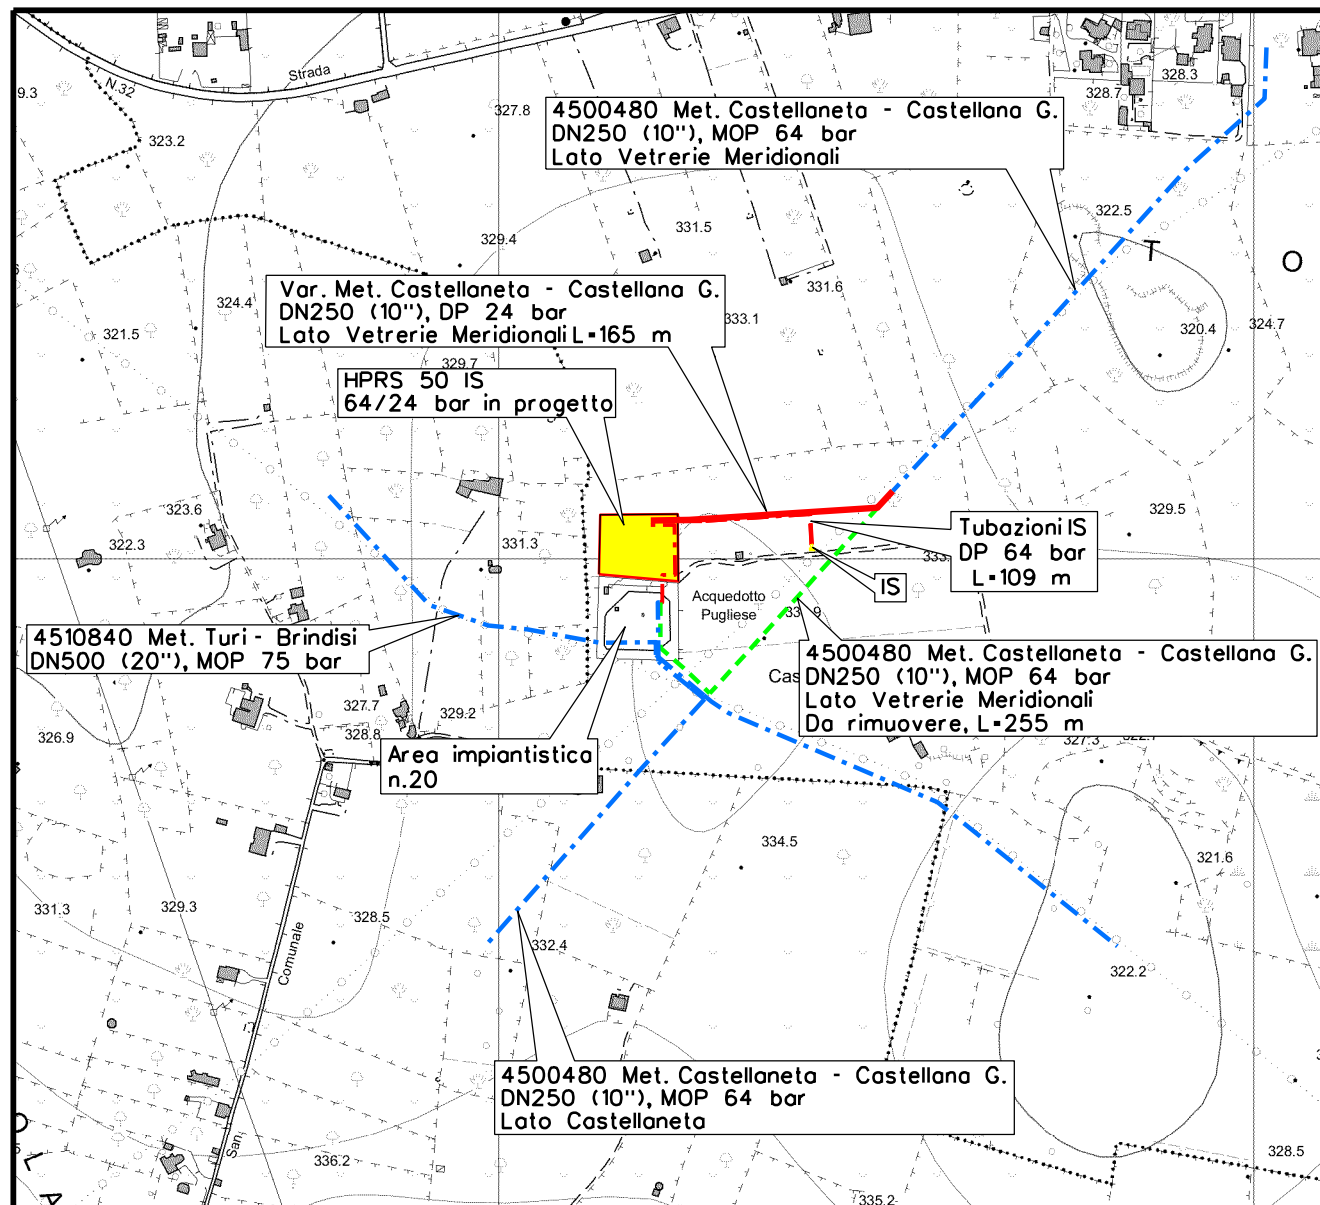 Strada
N.32
9.3
323.2
327.8
328.3
328.7
4500480 Met. Castellaneta - Castellana G.
DN250 (10"), MOP 64 bar
Lato Vetrerie Meridionali
322.5
T
O
329.4
331.5
331.6
324.4
321.5
333.1
320.4
324.7
Var. Met. Castellaneta - Castellana G.
DN250 (10"), DP 24 bar
Lato Vetrerie Meridionali L=165 m
329.7
HPRS 50 IS
64/24 bar in progetto
323.6
322.3
331.3
329.5
Tubazioni IS
DP 64 bar
L=109 m
IS
Acquedotto
Pugliese
4510840 Met. Turi - Brindisi
DN500 (20"), MOP 75 bar
4500480 Met. Castellaneta - Castellana G.
DN250 (10"), MOP 64 bar
Lato Vetrerie Meridionali
Da rimuovere, L=255 m
Cas
327.7
328.8
329.2
326.9
327.3
Area impiantistica
n.20
334.5
321.6
331.3
329.3
328.5
332.4
322.2
Comunale
Sani
4500480 Met. Castellaneta - Castellana G.
DN250 (10"), MOP 64 bar
Lato Castellaneta
O
L
A
336.2
335.2
328.5